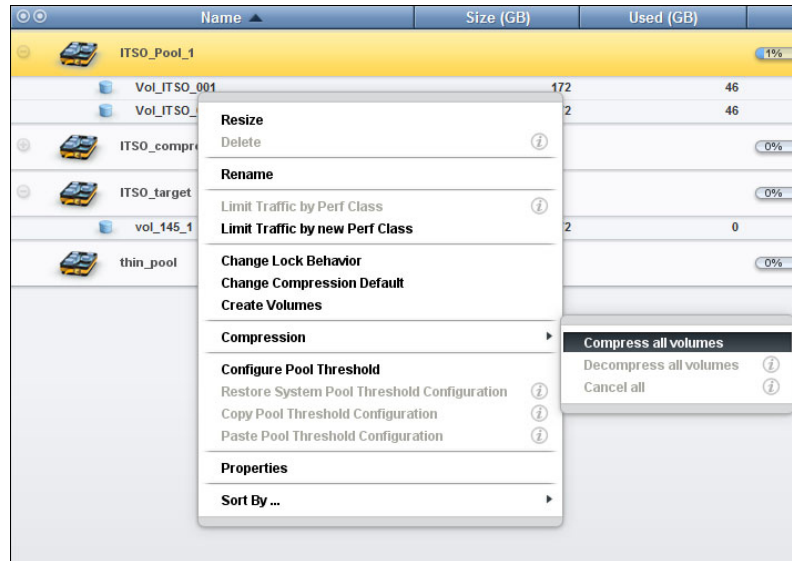 Name Size (GB) Used (GB)
ITSO_Pool_1 1%
Vol_ITSO_001 172 46
Vol_ITSO_ 2 46
ITSO_compre 0%
ITSO_target 0%
vol_145_1 2 0
thin_pool 0%
Resize
Delete
Rename
Limit Traffic by Perf Class
Limit Traffic by new Perf Class
Change Lock Behavior
Change Compression Default
Create Volumes
Compression
Compress all volumes
Decompress all volumes
Cancel all
Configure Pool Threshold
Restore System Pool Threshold Configuration
Copy Pool Threshold Configuration
Paste Pool Threshold Configuration
Properties
Sort By ...